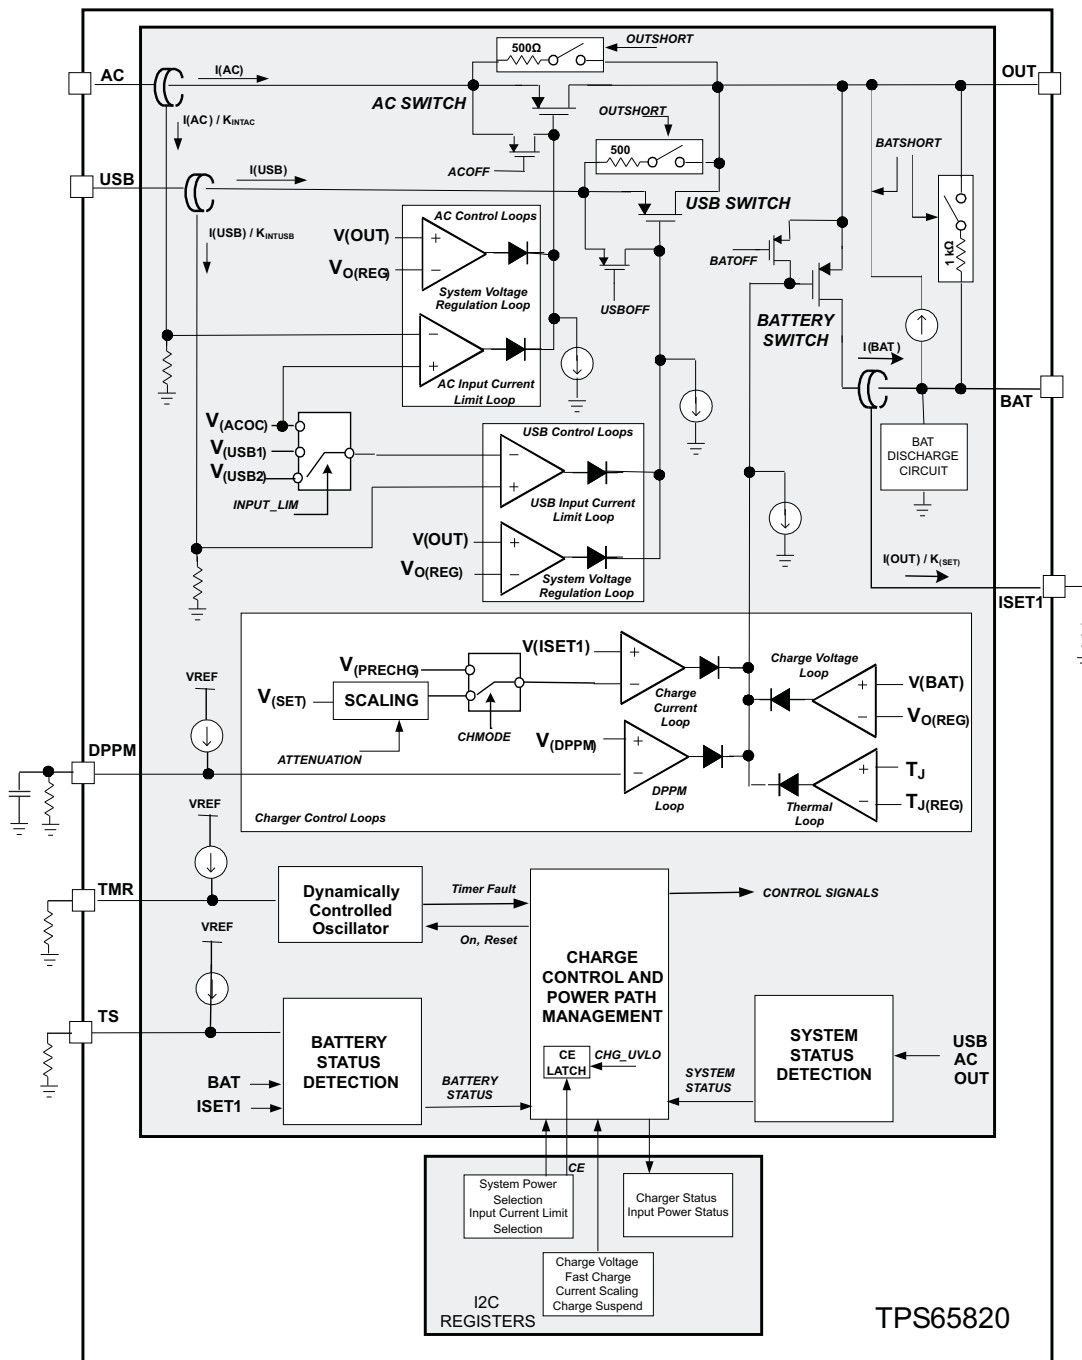 500Ω
OUTSHORT
AC
I(AC)
OUT
AC SWITCH
OUTSHORT
I(AC) / KINTAC
500
BATSHORT
ACOFF
USB
I(USB)
USB SWITCH
AC Control Loops
I(USB) / KINTUSB
V(OUT)
+
VO(REG)
−
1 kΩ
BATOFF
USBOFF
System Voltage
Regulation Loop
BATTERY
SWITCH
−
+
I(BAT)
AC Input Current
Limit Loop
BAT
V(ACOC)
V(USB1)
V(USB2)
INPUT_LIM
USB Control Loops
−
+
BAT
DISCHARGE
CIRCUIT
USB Input Current
Limit Loop
V(OUT)
+
VO(REG)
−
System Voltage
Regulation Loop
I(OUT) / K(SET)
ISET1
V(ISET1)
+
−
V(PRECHG)
V(SET)
SCALING
CHMODE
ATTENUATION
Charge
Current
Loop
Charge Voltage
Loop
+
V(BAT)
−
VO(REG)
VREF
DPPM
V(DPPM)
+
−
DPPM
Loop
+
TJ
−
TJ(REG)
Thermal
Loop
Charger Control Loops
VREF
TMR
Dynamically
Controlled
Oscillator
Timer Fault
On, Reset
CONTROL SIGNALS
VREF
CHARGE
CONTROL AND
POWER PATH
MANAGEMENT
TS
BATTERY
STATUS
DETECTION
BAT
ISET1
BATTERY
STATUS
CE
LATCH
CHG_UVLO
SYSTEM
STATUS
SYSTEM
STATUS
DETECTION
USB
AC
OUT
CE
System Power
Selection
Input Current Limit
Selection
Charger Status
Input Power Status
Charge Voltage
Fast Charge
Current Scaling
Charge Suspend
I2C
REGISTERS
TPS65820